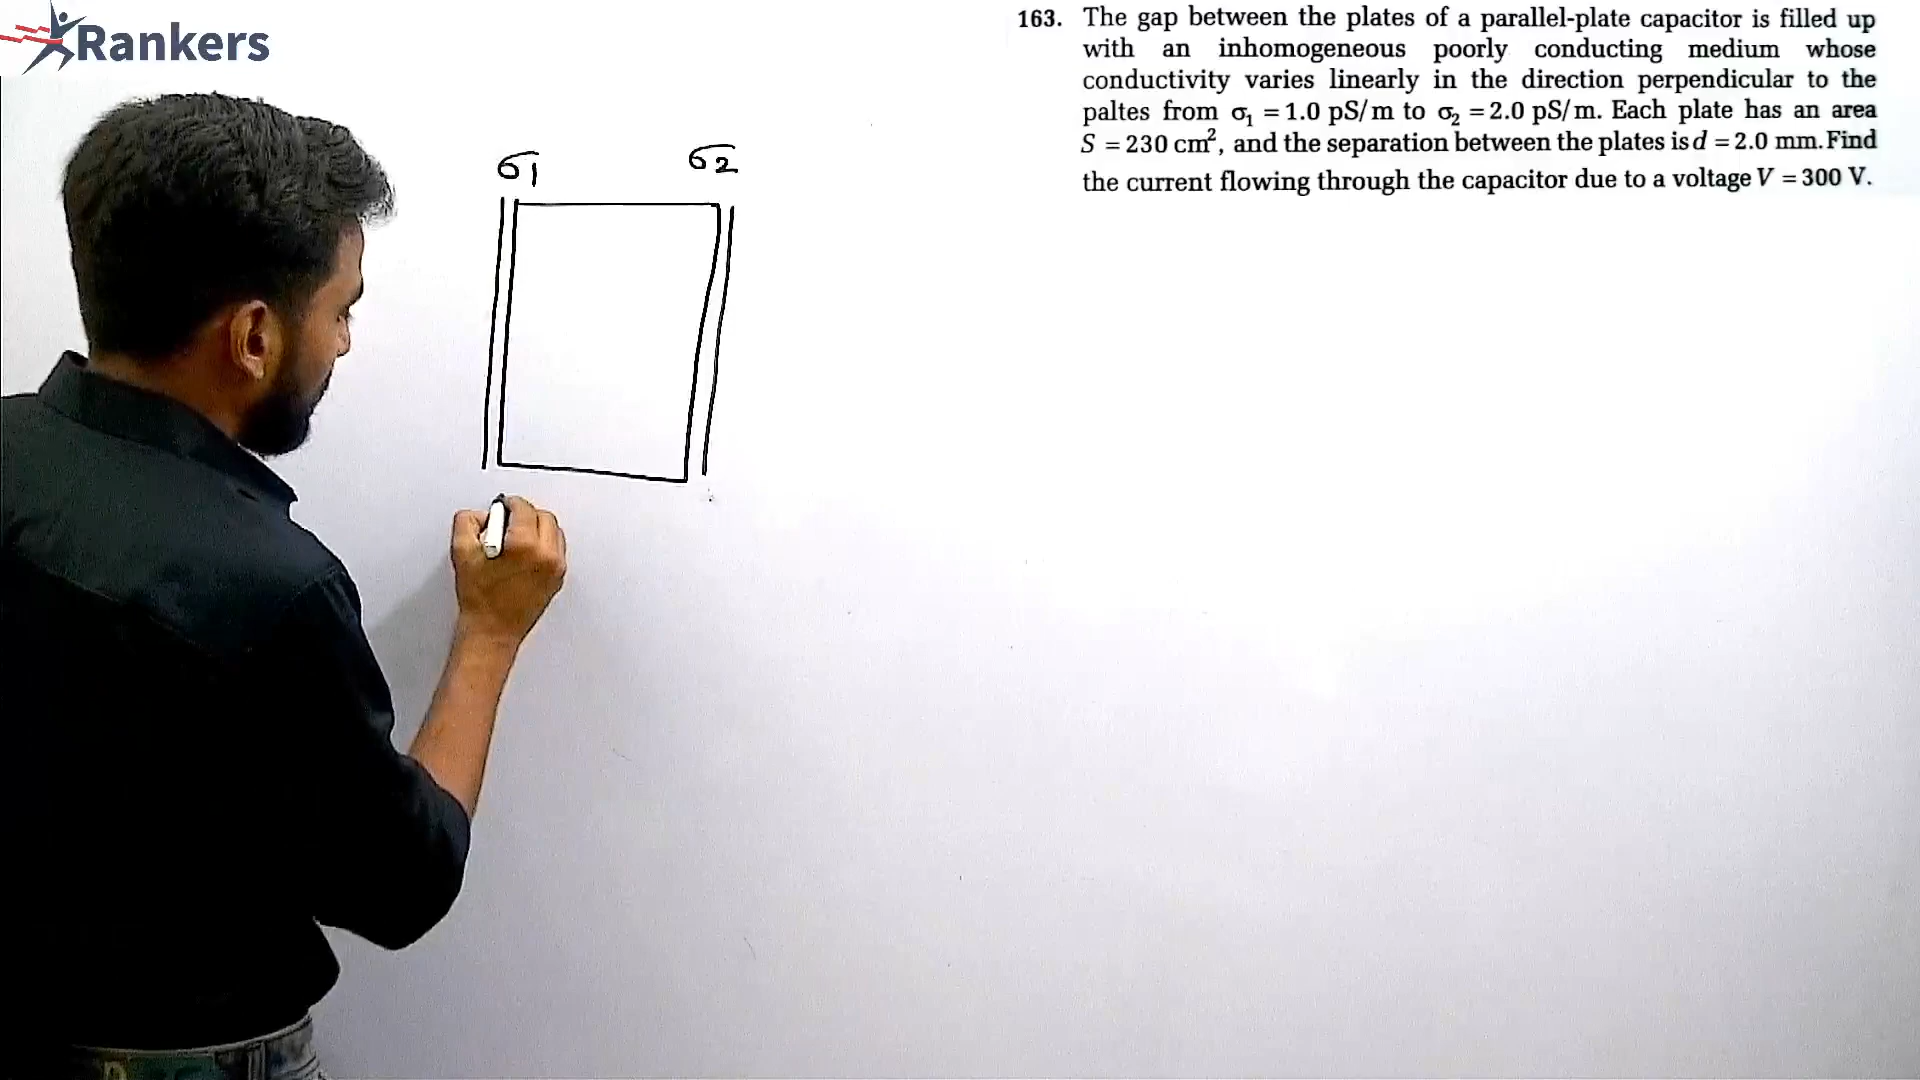 Rankers
163. The gap between the plates of a parallel-plate capacitor is filled up
with an inhomogeneous poorly conducting medium whose
conductivity varies linearly in the direction perpendicular to the
paltes from σ₁ = 1.0 pS/m to σ₂ = 2.0 pS/m. Each plate has an area
S = 230 cm², and the separation between the plates is d = 2.0 mm. Find
the current flowing through the capacitor due to a voltage V = 300 V.
σ1 σ2